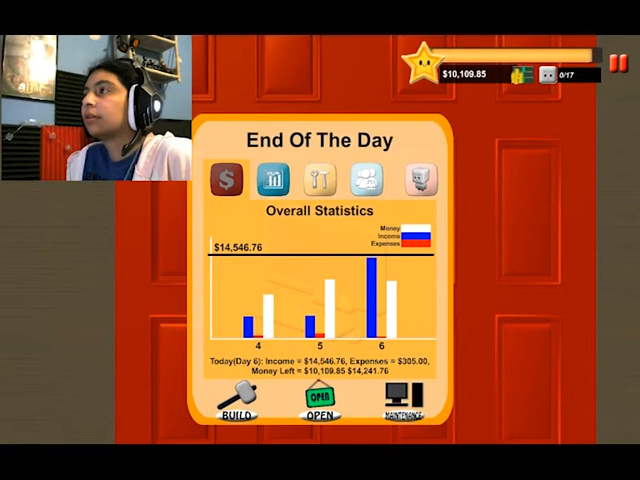 $10,109.85
0/17
End Of The Day
$
Overall Statistics
Money
Income
Expenses
$14,546.76
4 5 6
Today(Day 6): Income = $14,546.76, Expenses = $305.00,
Money Left = $10,109.85 $14,241.76
OPEN
BUILD OPEN MAINTENANCE